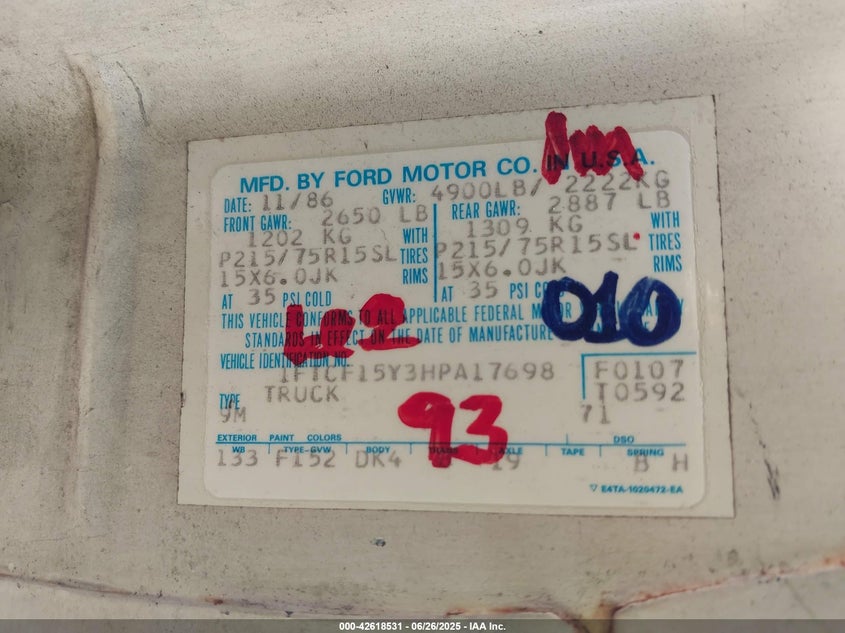 MFD. BY FORD MOTOR CO. IN U.S.A.
DATE: 11/86 GVWR: 4900LB/ 2222KG
FRONT GAWR: 2650 LB REAR GAWR: 2887 LB
1202 KG WITH 1309 KG WITH
P215/75R15SL TIRES P215/75R15SL TIRES
15X6.0JK RIMS 15X6.0JK RIMS
AT 35 PSI COLD AT 35 PSI COLD
010
THIS VEHICLE CONFORMS TO ALL APPLICABLE FEDERAL MOTOR
STANDARDS IN EFFECT ON THE DATE OF MANUFACTURE
VEHICLE IDENTIFICATION NO.
1FTCF15Y3HPA17698 F0107
TYPE TRUCK T0592
9M 93 71
EXTERIOR PAINT COLORS DSO
WB TYPE-GVW BODY TRANS AXLE TAPE SPRING
133 F152 DK4 19 B H
▽ E4TA-1020472-EA
000-42618531 - 06/26/2025 - IAA Inc.